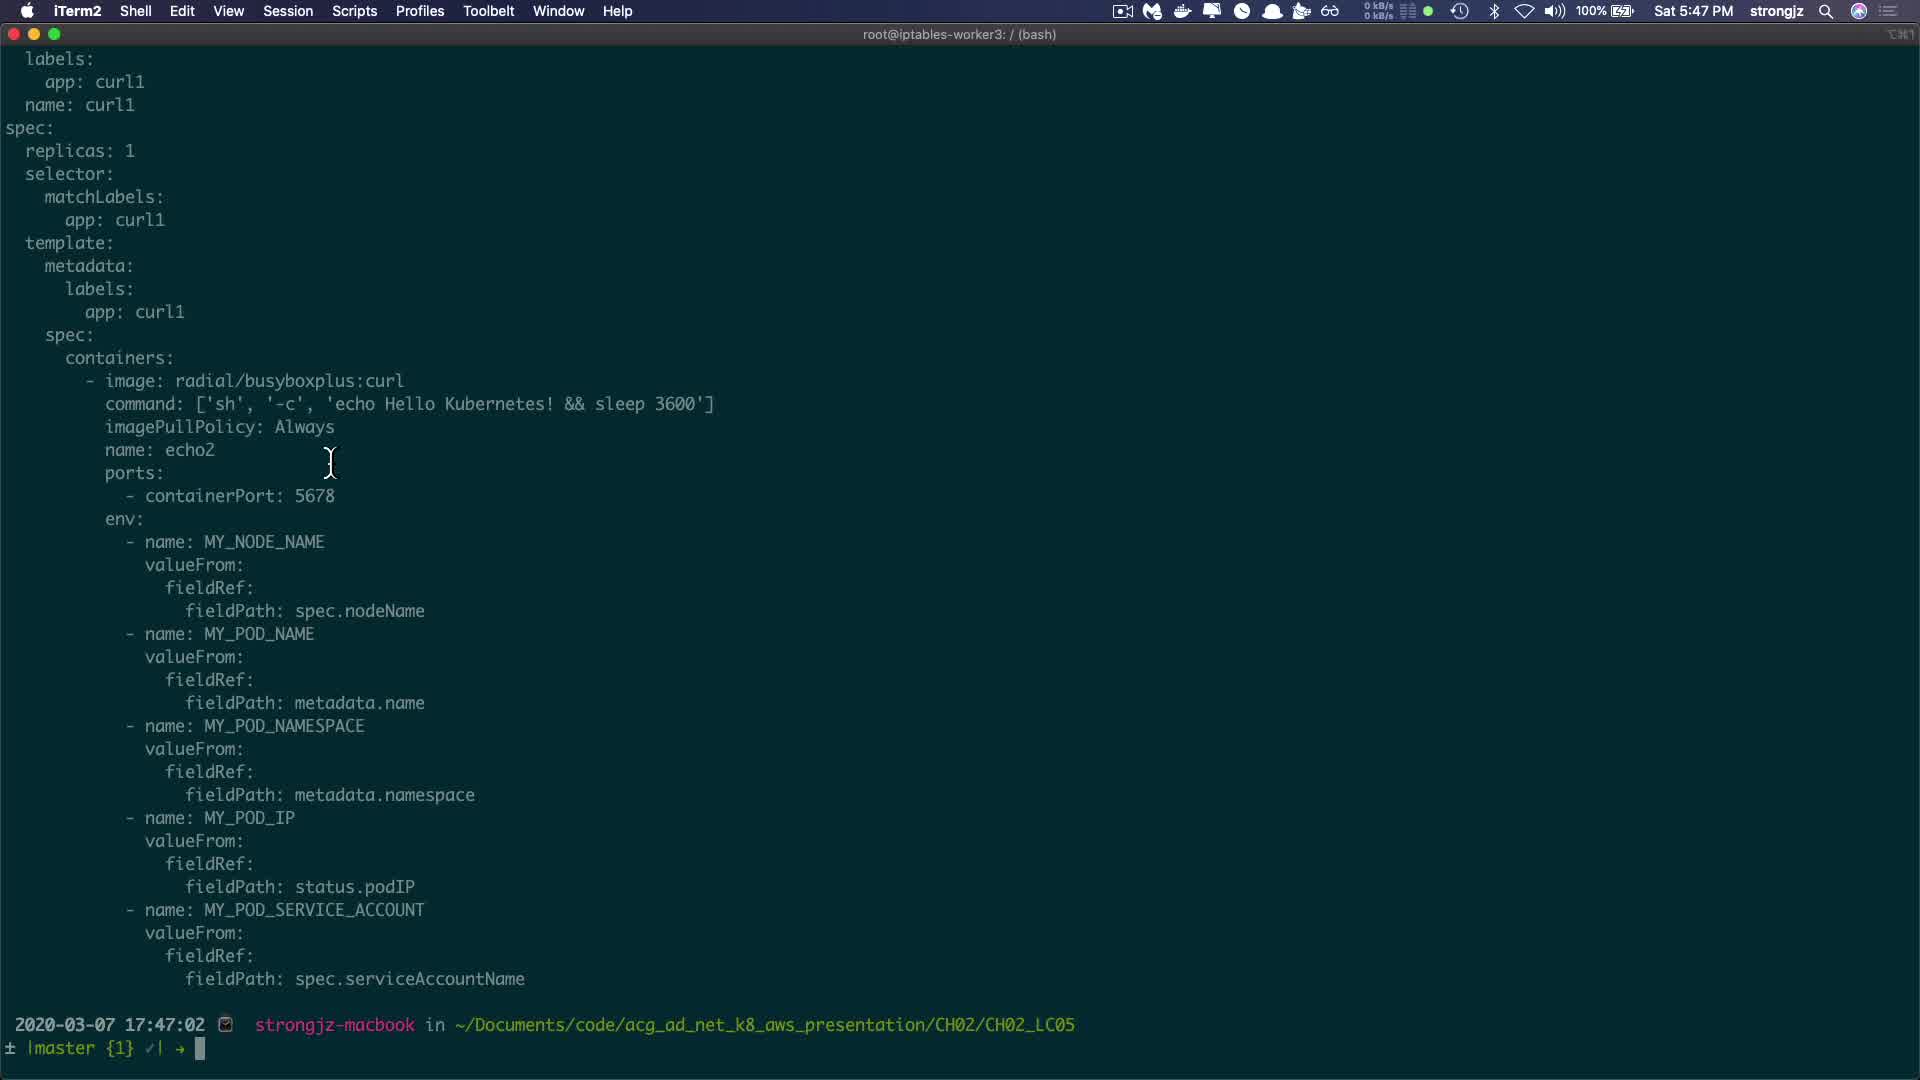 iTerm2 Shell Edit View Session Scripts Profiles Toolbelt Window Help 0 kB/s 0 kB/s 100% Sat 5:47 PM strongjz
root@iptables-worker3: / (bash) ⌥⌘1
  labels:
    app: curl1
  name: curl1
spec:
  replicas: 1
  selector:
    matchLabels:
      app: curl1
  template:
    metadata:
      labels:
        app: curl1
    spec:
      containers:
        - image: radial/busyboxplus:curl
          command: ['sh', '-c', 'echo Hello Kubernetes! && sleep 3600']
          imagePullPolicy: Always
          name: echo2
          ports:
            - containerPort: 5678
          env:
            - name: MY_NODE_NAME
              valueFrom:
                fieldRef:
                  fieldPath: spec.nodeName
            - name: MY_POD_NAME
              valueFrom:
                fieldRef:
                  fieldPath: metadata.name
            - name: MY_POD_NAMESPACE
              valueFrom:
                fieldRef:
                  fieldPath: metadata.namespace
            - name: MY_POD_IP
              valueFrom:
                fieldRef:
                  fieldPath: status.podIP
            - name: MY_POD_SERVICE_ACCOUNT
              valueFrom:
                fieldRef:
                  fieldPath: spec.serviceAccountName
2020-03-07 17:47:02 strongjz-macbook in ~/Documents/code/acg_ad_net_k8_aws_presentation/CH02/CH02_LC05
± |master {1} ✓| →